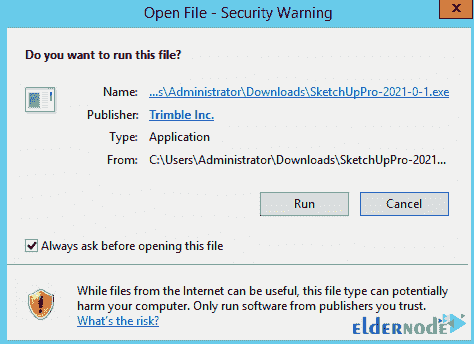 Open File - Security Warning
x
Do you want to run this file?
Name: ...s\Administrator\Downloads\SketchUpPro-2021-0-1.exe
Publisher: Trimble Inc.
Type: Application
From: C:\Users\Administrator\Downloads\SketchUpPro-2021...
Run Cancel
Always ask before opening this file
While files from the Internet can be useful, this file type can potentially
harm your computer. Only run software from publishers you trust.
What's the risk?
ELDERNODE